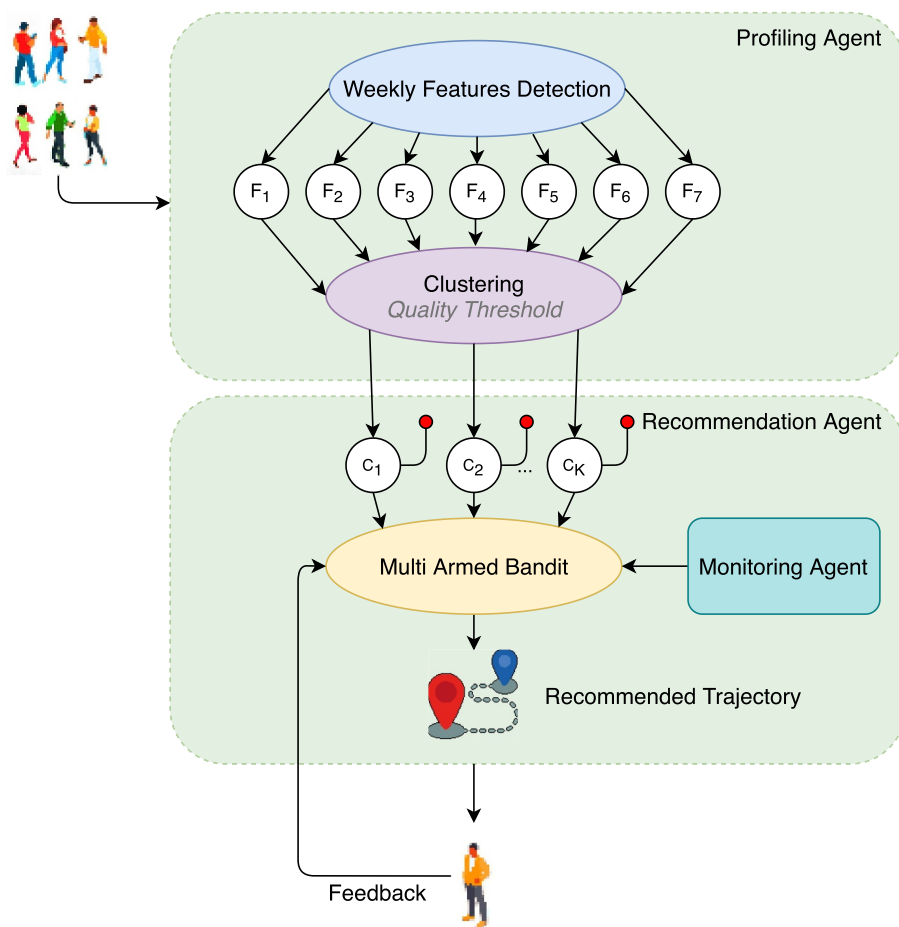 Profiling Agent
Weekly Features Detection
F1 F2 F3 F4 F5 F6 F7
Clustering
Quality Threshold
Recommendation Agent
C1 C2 ... CK
Multi Armed Bandit
Monitoring Agent
Recommended Trajectory
Feedback